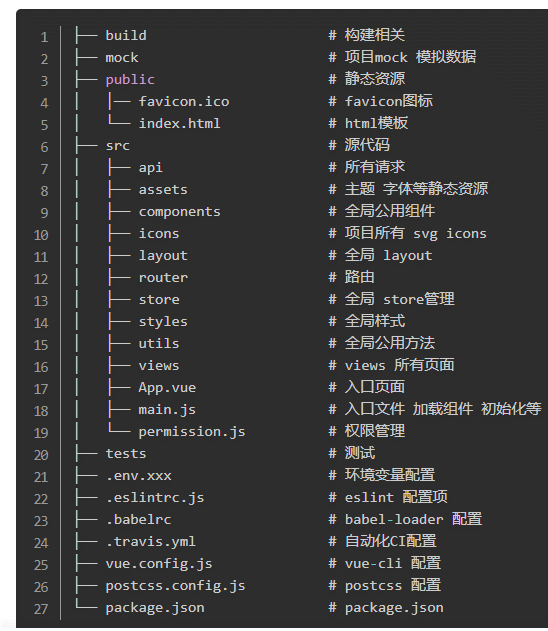 1 ├── build # 构建相关
2 ├── mock # 项目mock 模拟数据
3 ├── public # 静态资源
4 │ │── favicon.ico # favicon图标
5 │ └── index.html # html模板
6 ├── src # 源代码
7 │ ├── api # 所有请求
8 │ ├── assets # 主题 字体等静态资源
9 │ ├── components # 全局公用组件
10 │ ├── icons # 项目所有 svg icons
11 │ ├── layout # 全局 layout
12 │ ├── router # 路由
13 │ ├── store # 全局 store管理
14 │ ├── styles # 全局样式
15 │ ├── utils # 全局公用方法
16 │ ├── views # views 所有页面
17 │ ├── App.vue # 入口页面
18 │ ├── main.js # 入口文件 加载组件 初始化等
19 │ └── permission.js # 权限管理
20 ├── tests # 测试
21 ├── .env.xxx # 环境变量配置
22 ├── .eslintrc.js # eslint 配置项
23 ├── .babelrc # babel-loader 配置
24 ├── .travis.yml # 自动化CI配置
25 ├── vue.config.js # vue-cli 配置
26 ├── postcss.config.js # postcss 配置
27 └── package.json # package.json